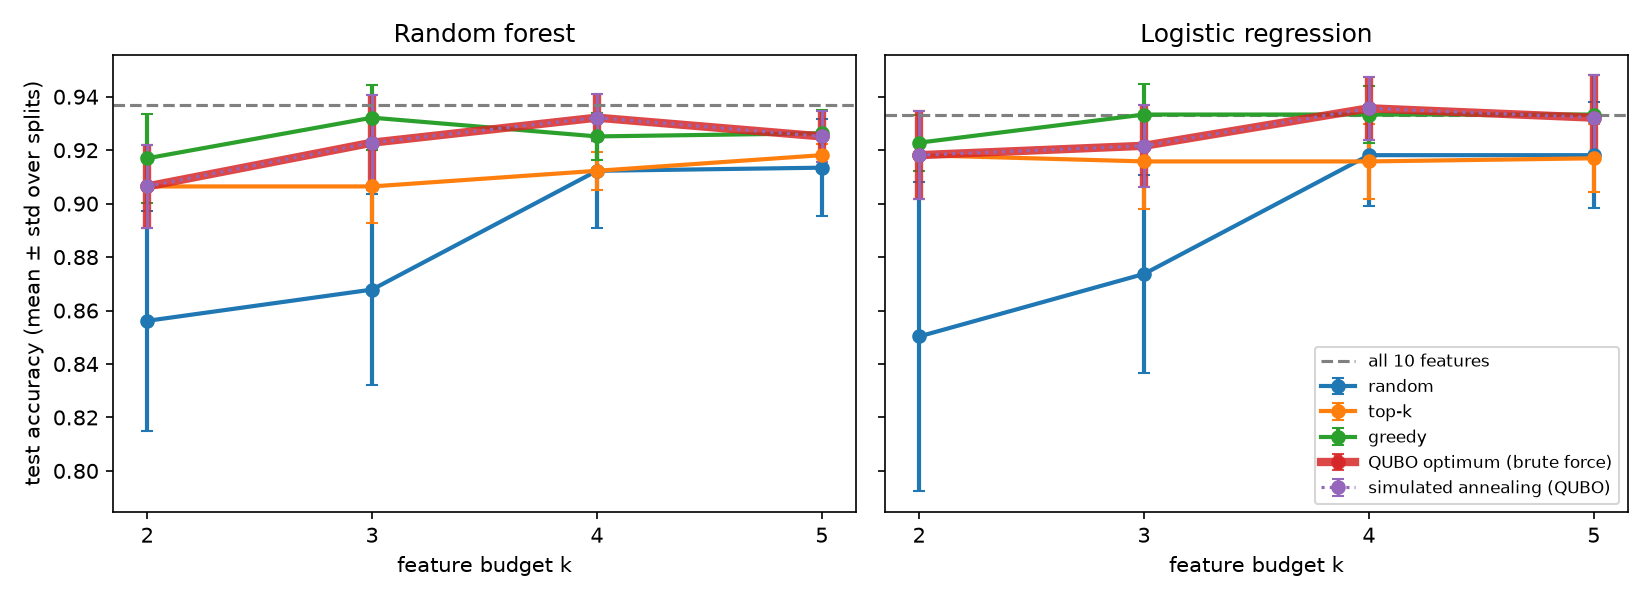 Random forest
Logistic regression
test accuracy (mean ± std over splits)
0.94
0.92
0.90
0.88
0.86
0.84
0.82
0.80
2 3 4 5
feature budget k
2 3 4 5
feature budget k
all 10 features
random
top-k
greedy
QUBO optimum (brute force)
simulated annealing (QUBO)